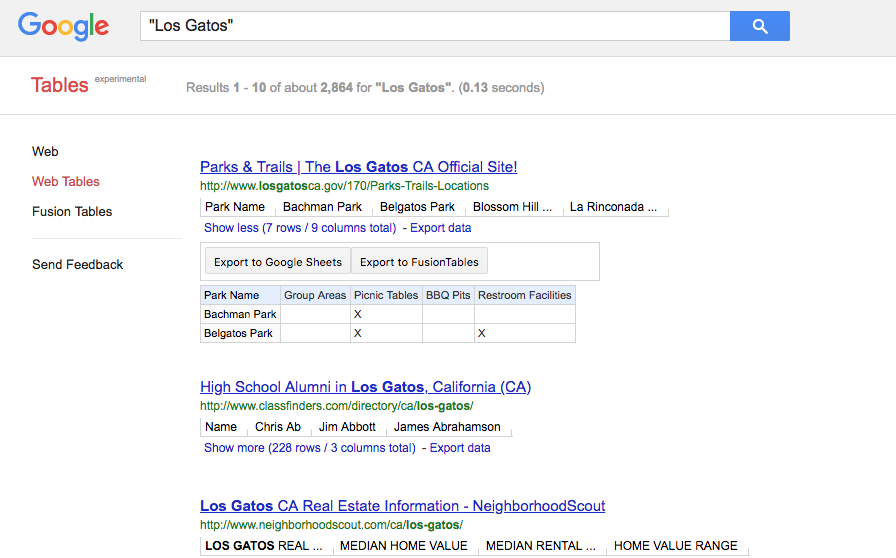 Google
"Los Gatos"
Tables experimental
Results 1 - 10 of about 2,864 for "Los Gatos". (0.13 seconds)
Web
Web Tables
Fusion Tables
Send Feedback
Parks & Trails | The Los Gatos CA Official Site!
http://www.losgatosca.gov/170/Parks-Trails-Locations
Park Name Bachman Park Belgatos Park Blossom Hill ... La Rinconada ...
Show less (7 rows / 9 columns total) - Export data
Export to Google Sheets Export to FusionTables
Park Name Group Areas Picnic Tables BBQ Pits Restroom Facilities
Bachman Park X
Belgatos Park X X
High School Alumni in Los Gatos, California (CA)
http://www.classfinders.com/directory/ca/los-gatos/
Name Chris Ab Jim Abbott James Abrahamson
Show more (228 rows / 3 columns total) - Export data
Los Gatos CA Real Estate Information - NeighborhoodScout
http://www.neighborhoodscout.com/ca/los-gatos/
LOS GATOS REAL ... MEDIAN HOME VALUE MEDIAN RENTAL ... HOME VALUE RANGE